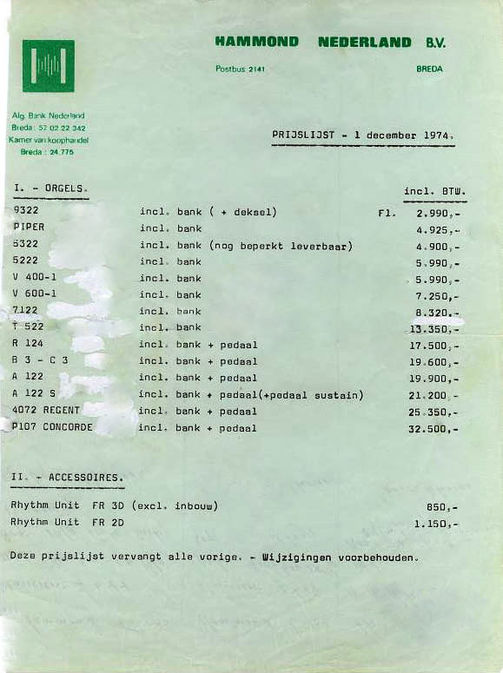 HAMMOND NEDERLAND B.V.
Postbus 2141 BREDA
Alg. Bank Nederland
Breda: 52 02 22 342
Kamer van koophandel
Breda: 24.775
PRIJSLIJST - 1 december 1974.
I. - ORGELS. incl. BTW.
9322 incl. bank ( + deksel) Fl. 2.990,-
PIPER incl. bank 4.925,-
5322 incl. bank (nog beperkt leverbaar) 4.900,-
5222 incl. bank 5.990,-
V 400-1 incl. bank 5.990,-
V 600-1 incl. bank 7.250,-
7122 incl. bank 8.320.-
T 522 incl. bank 13.350,-
R 124 incl. bank + pedaal 17.500,-
B 3 - C 3 incl. bank + pedaal 19.600,-
A 122 incl. bank + pedaal 19.900,-
A 122 S incl. bank + pedaal(+pedaal sustain) 21.200,-
4072 REGENT incl. bank + pedaal 25.350,-
P107 CONCORDE incl. bank + pedaal 32.500,-
II. - ACCESSOIRES.
Rhythm Unit FR 3D (excl. inbouw) 850,-
Rhythm Unit FR 2D 1.150,-
Deze prijslijst vervangt alle vorige. - Wijzigingen voorbehouden.